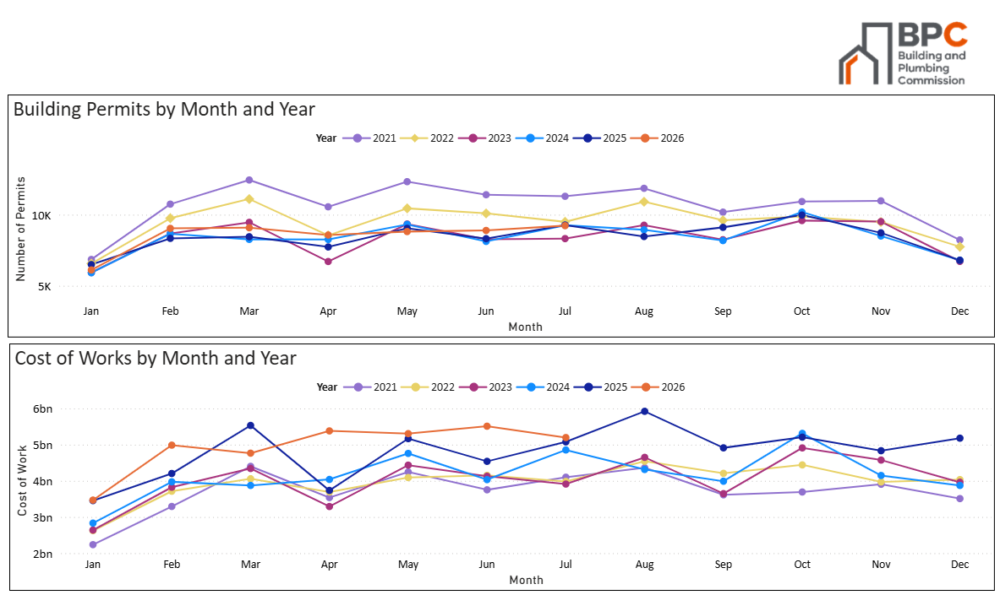 BPC
Building and
Plumbing
Commission
Building Permits by Month and Year
Year 2021 2022 2023 2024 2025 2026
Number of Permits
10K
5K
Jan Feb Mar Apr May Jun Jul Aug Sep Oct Nov Dec
Month
Cost of Works by Month and Year
Year 2021 2022 2023 2024 2025 2026
Cost of Work
6bn
5bn
4bn
3bn
2bn
Jan Feb Mar Apr May Jun Jul Aug Sep Oct Nov Dec
Month